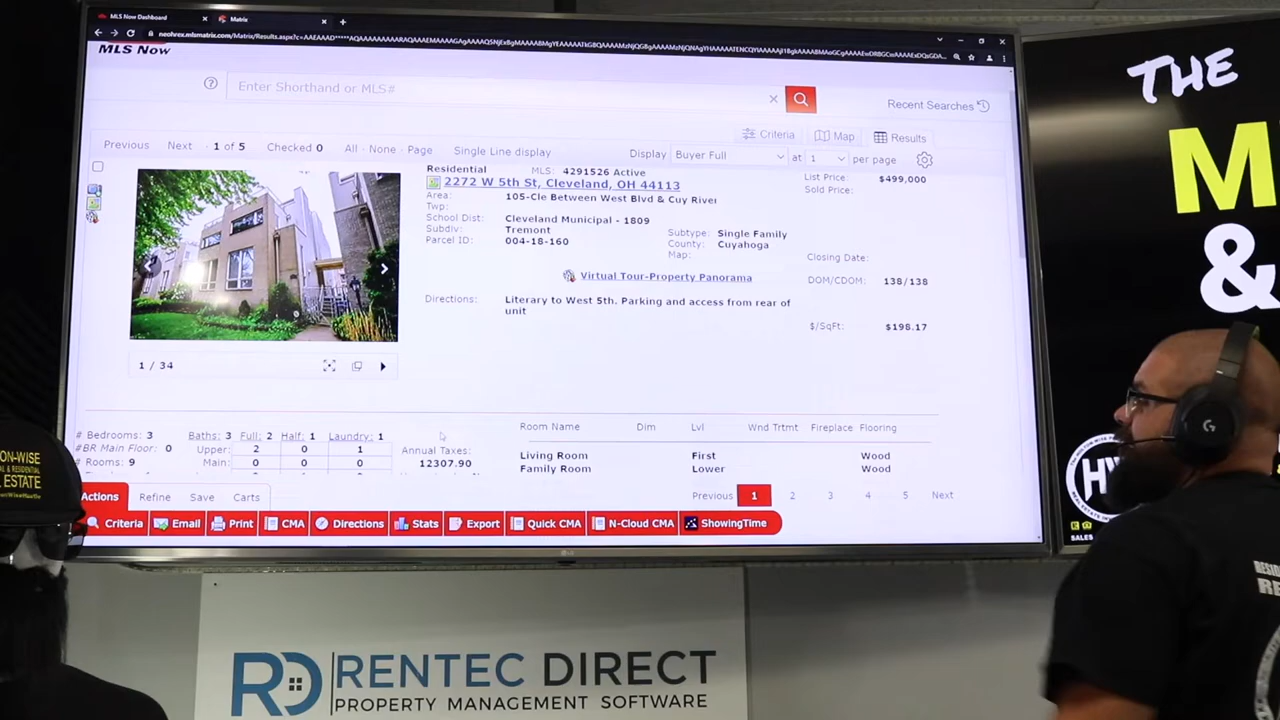 MLS Now Dashboard
Matrix
MLS Now
Enter Shorthand or MLS#
Recent Searches
Criteria
Map
Results
Previous Next · 1 of 5 Checked 0 All · None · Page Single Line display Display Buyer Full at 1 per page
Residential MLS: 4291526 Active List Price: $499,000
2272 W 5th St, Cleveland, OH 44113 Sold Price:
Area: 105-Cle Between West Blvd & Cuy River
Twp:
School Dist: Cleveland Municipal - 1809
Subdiv: Tremont Subtype: Single Family
Parcel ID: 004-18-160 County: Cuyahoga
Map: Closing Date:
Virtual Tour-Property Panorama DOM/CDOM: 138/138
Directions: Literary to West 5th. Parking and access from rear of
unit
$/SqFt: $198.17
1 / 34
# Bedrooms: 3 Baths: 3 Full: 2 Half: 1 Laundry: 1 Room Name Dim Lvl Wnd Trtmt Fireplace Flooring
#BR Main Floor: 0 Upper: 2 0 1 Annual Taxes: Living Room First Wood
# Rooms: 9 Main: 0 0 0 12307.90 Family Room Lower Wood
Actions Refine Save Carts Previous 1 2 3 4 5 Next
Criteria Email Print CMA Directions Stats Export Quick CMA N-Cloud CMA ShowingTime
THE
M
&
ON-WISE
& RESIDENTIAL
ESTATE
SALES
RD RENTEC DIRECT
PROPERTY MANAGEMENT SOFTWARE